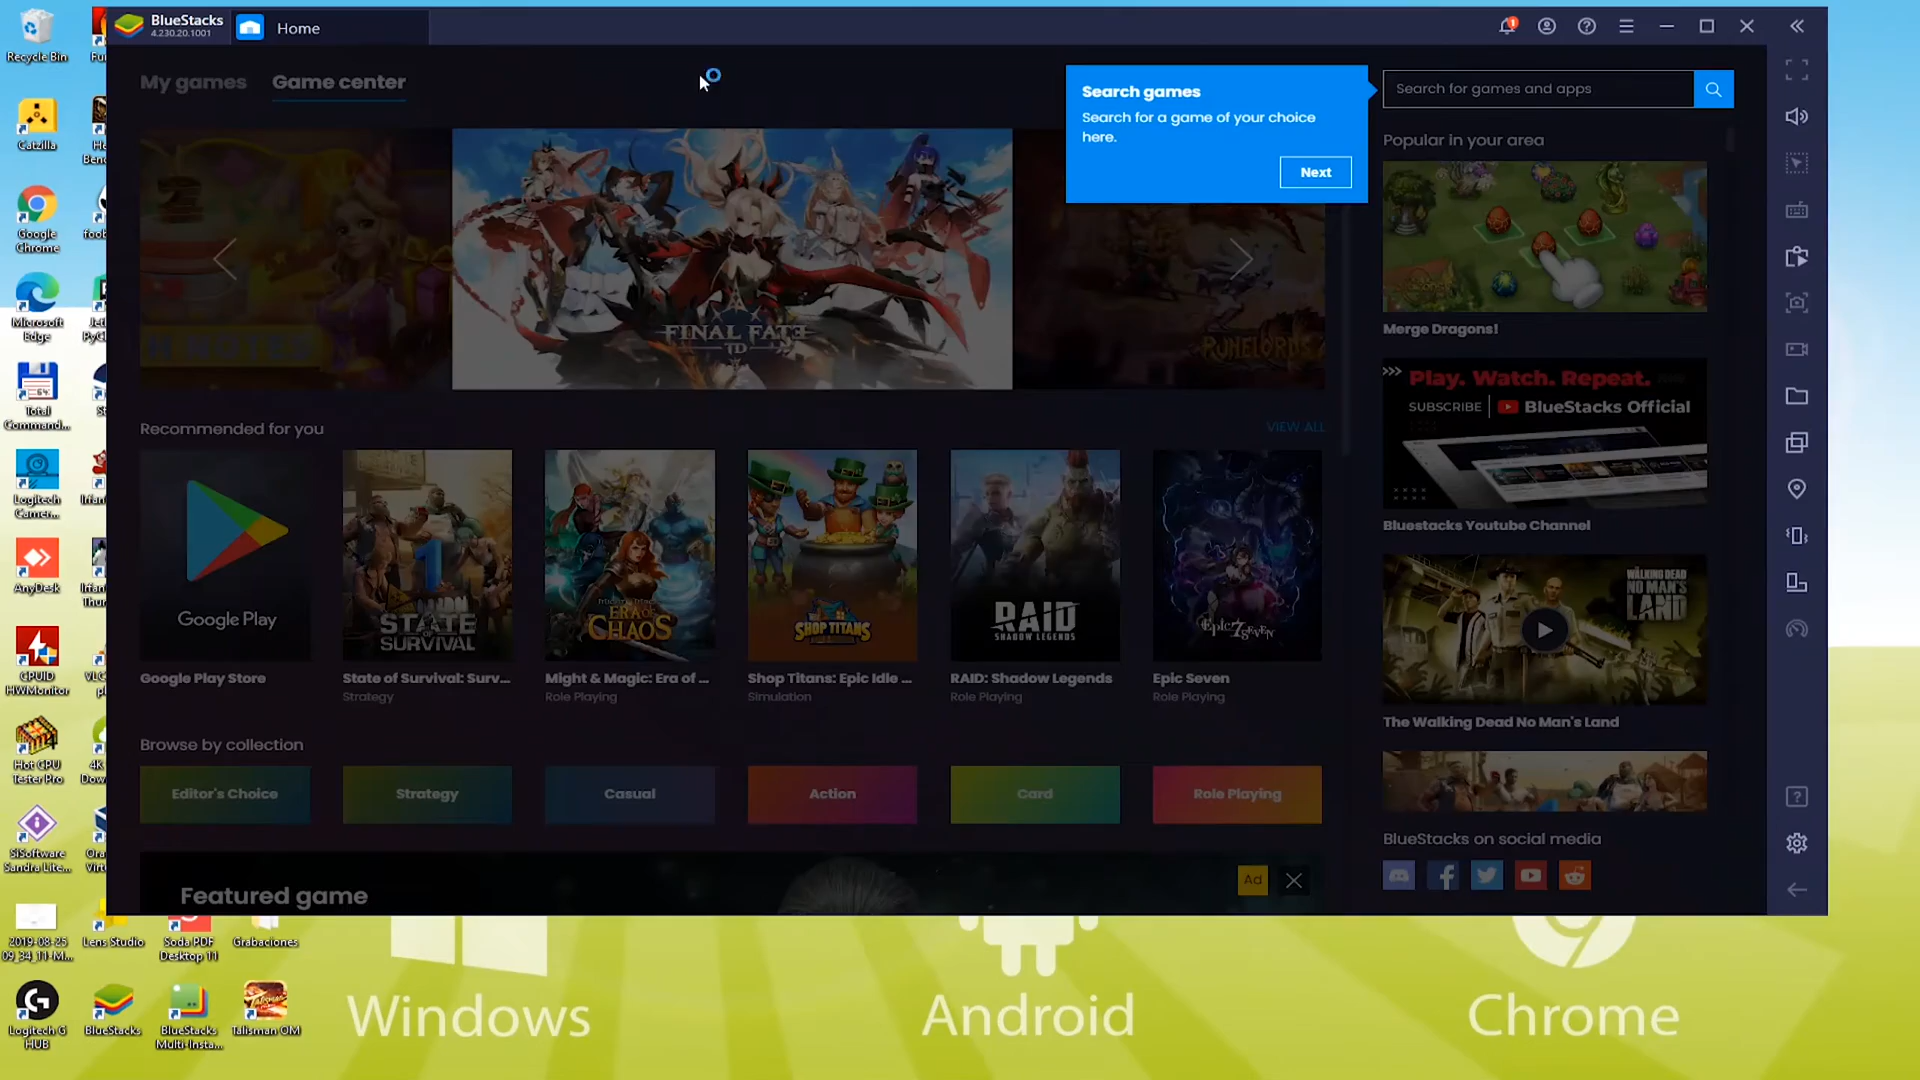 BlueStacks
4.230.20.1001
Home
1
Recycle Bin
Catzilla
Google
Chrome
Microsoft
Edge
Total
Command...
Logitech
Camer...
AnyDesk
CPUID
HWMonitor
Hot CPU
Tester Pro
SiSoftware
Sandra Lite...
2019-08-25
09_34_11-M...
Lens Studio
Soda PDF
Desktop 11
Grabaciones
Logitech G
HUB
BlueStacks
BlueStacks
Multi-Insta...
Talisman OM
My games
Game center
Search games
Search for a game of your choice
here.
Next
Search for games and apps
H NOTES
FINAL FATE
TD
RUNELORDS
Recommended for you
VIEW ALL
Google Play
STATE
OF
SURVIVAL
ERA OF
CHAOS
SHOP TITANS
RAID
SHADOW LEGENDS
Epic 7 Seven
Google Play Store
State of Survival: Surv...
Strategy
Might & Magic: Era of ...
Role Playing
Shop Titans: Epic Idle ...
Simulation
RAID: Shadow Legends
Role Playing
Epic Seven
Role Playing
Browse by collection
Editor's Choice
Strategy
Casual
Action
Card
Role Playing
Featured game
Ad
Popular in your area
Merge Dragons!
Play. Watch. Repeat.
SUBSCRIBE
BlueStacks Official
Bluestacks Youtube Channel
WALKING DEAD
NO MAN'S
LAND
The Walking Dead No Man's Land
BlueStacks on social media
Windows
Android
Chrome